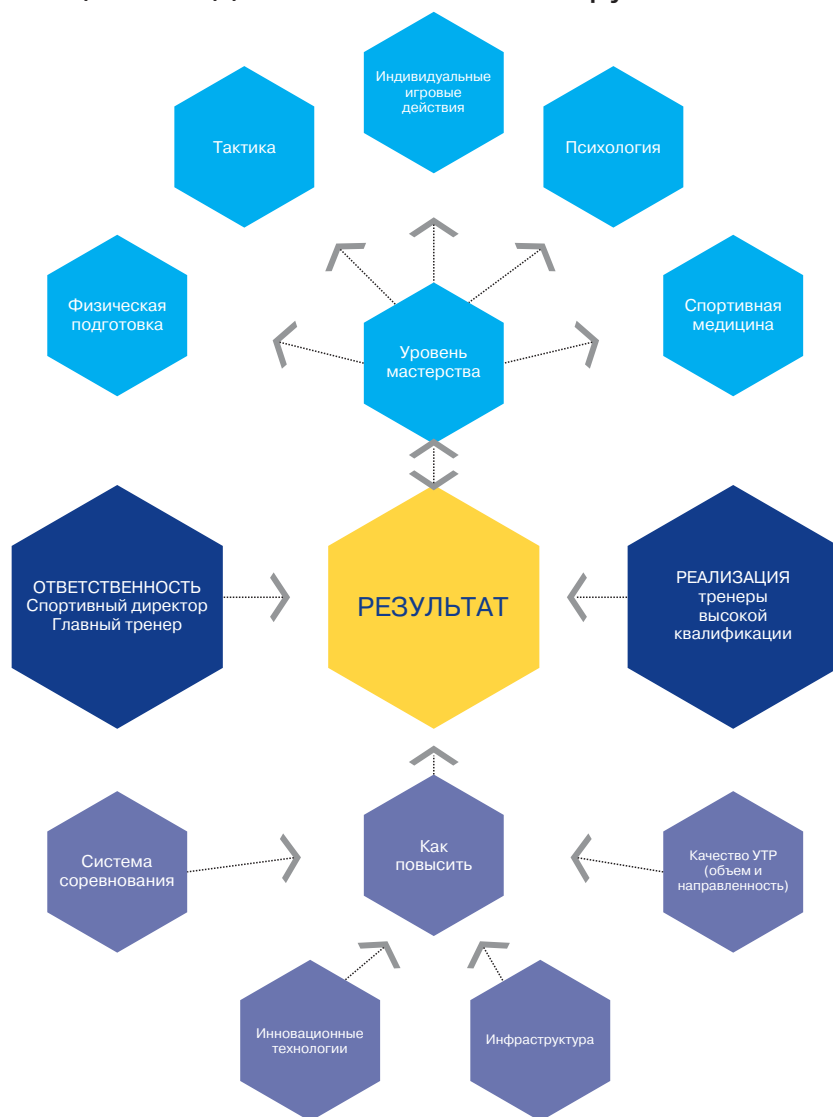 Индивидуальные
игровые
действия
Тактика
Психология
Физическая
подготовка
Спортивная
медицина
Уровень
мастерства
ОТВЕТСТВЕННОСТЬ
Спортивный директор
Главный тренер
РЕЗУЛЬТАТ
РЕАЛИЗАЦИЯ
тренеры
высокой
квалификации
Система
соревнования
Как
повысить
Качество УТР
(объем и
направленность)
Инновационные
технологии
Инфраструктура